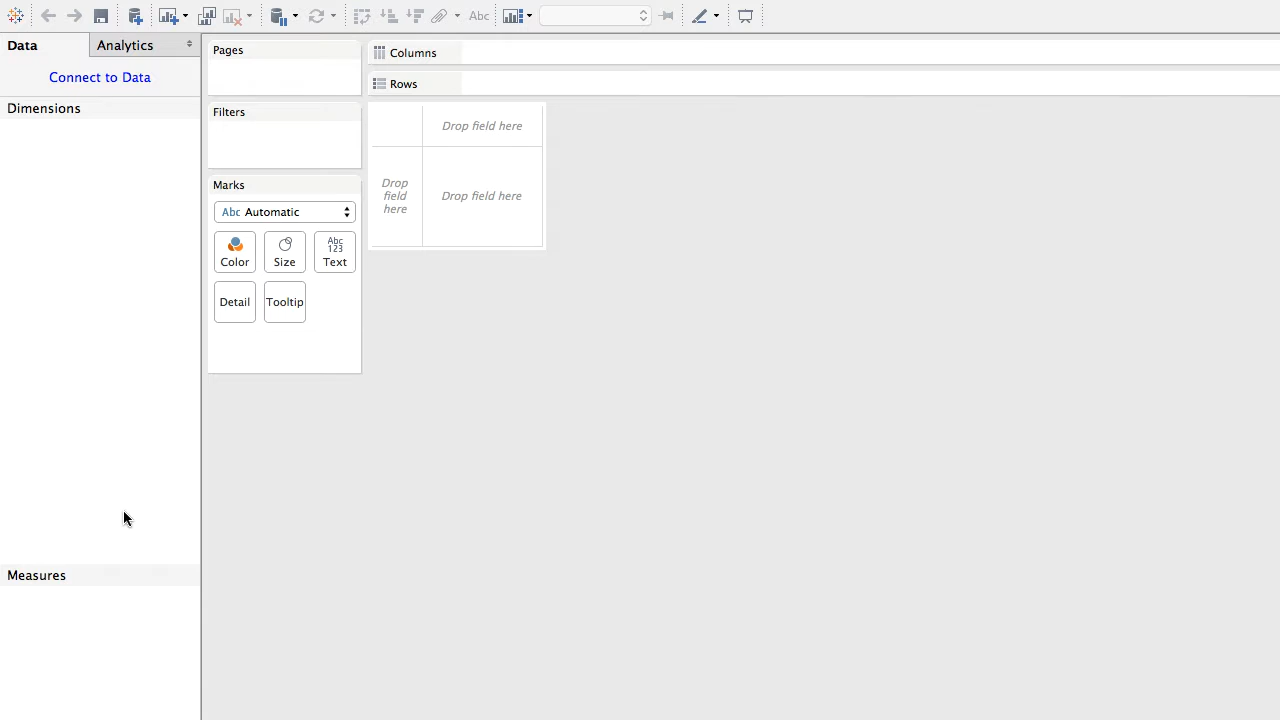 Abc
Data
Analytics
Connect to Data
Dimensions
Measures
Pages
Filters
Marks
Abc Automatic
Color
Size
Abc
123
Text
Detail
Tooltip
Columns
Rows
Drop field here
Drop
field
here
Drop field here